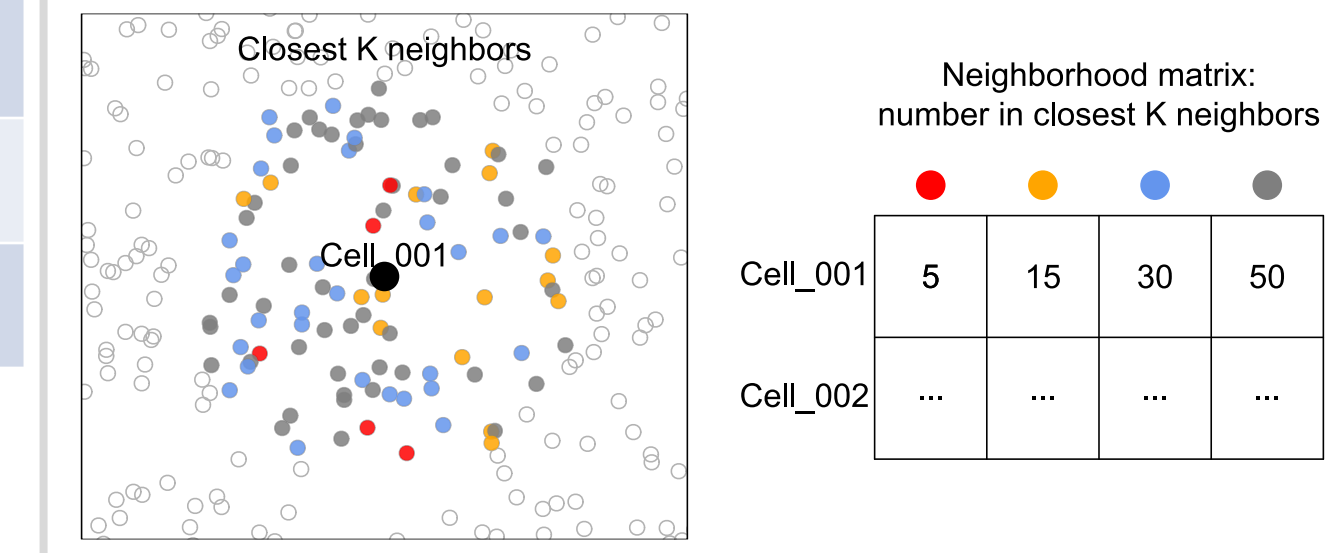 Closest K neighbors
Cell_001
Neighborhood matrix:
number in closest K neighbors
Cell_001 5 15 30 50
Cell_002 ... ... ... ...